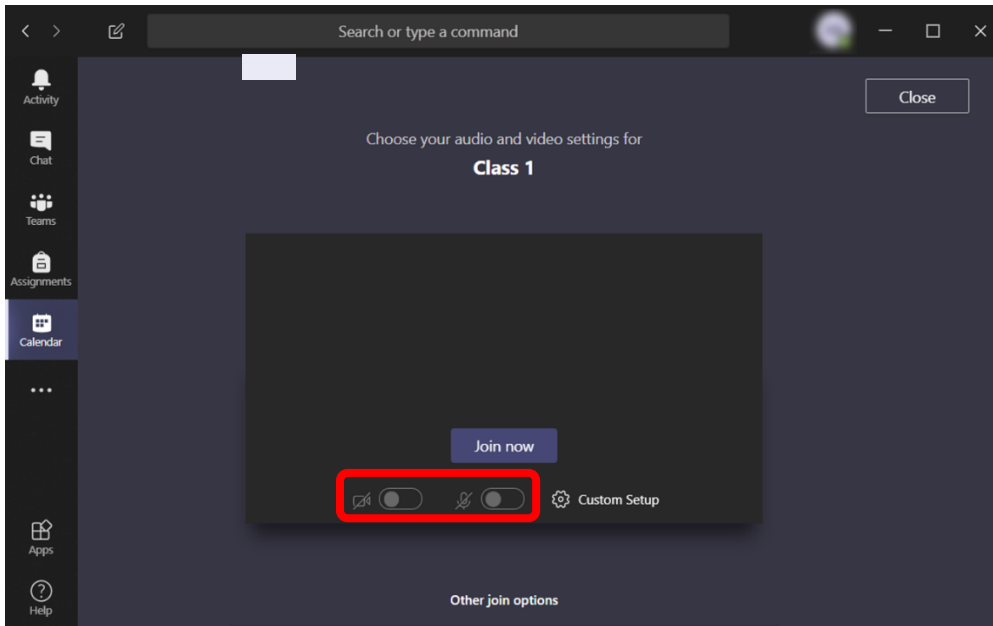 Search or type a command
Activity
Chat
Teams
Assignments
Calendar
Apps
Help
Close
Choose your audio and video settings for
Class 1
Join now
Custom Setup
Other join options